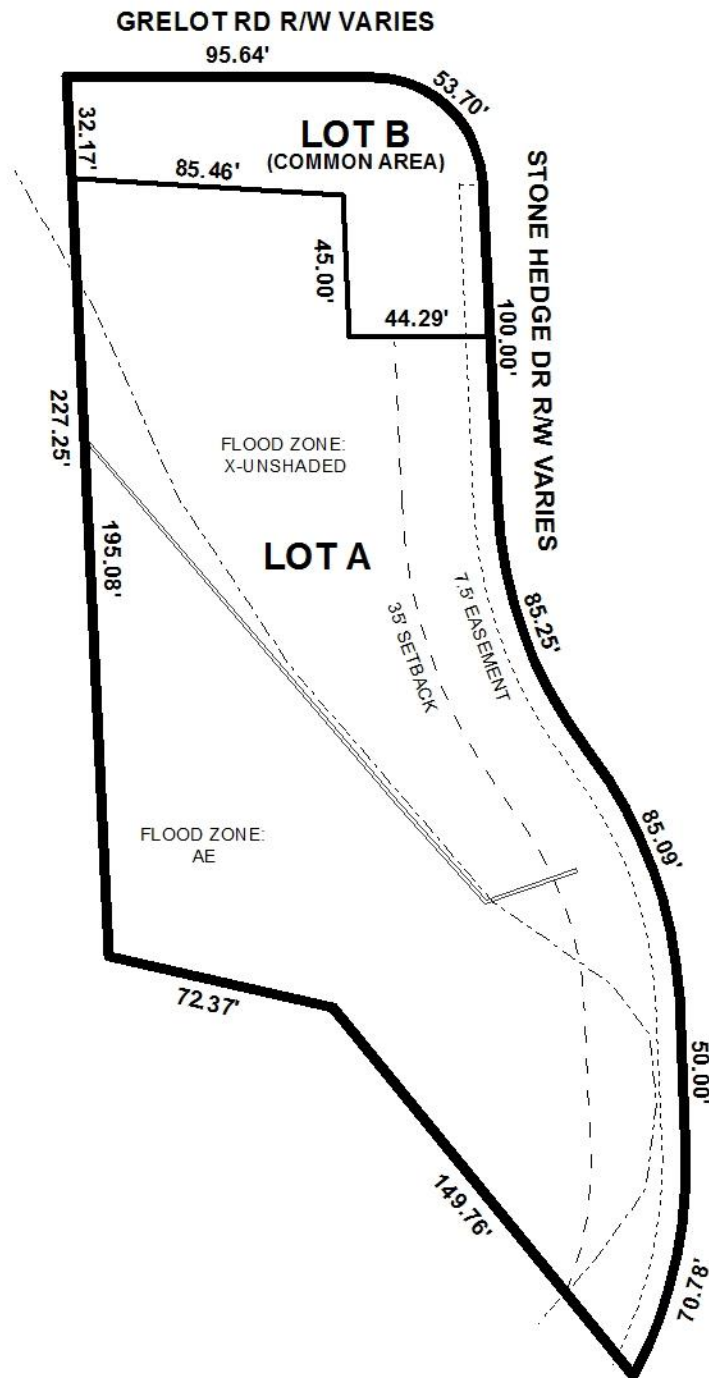 GRELOT RD R/W VARIES
95.64'
53.70'
32.17'
LOT B
(COMMON AREA)
85.46'
STONE HEDGE DR R/W VARIES
45.00'
44.29'
100.00'
227.25'
FLOOD ZONE:
X-UNSHADED
195.08'
LOT A
35' SETBACK
7.5' EASEMENT
85.25'
FLOOD ZONE:
AE
85.09'
72.37'
50.00'
149.76'
70.78'